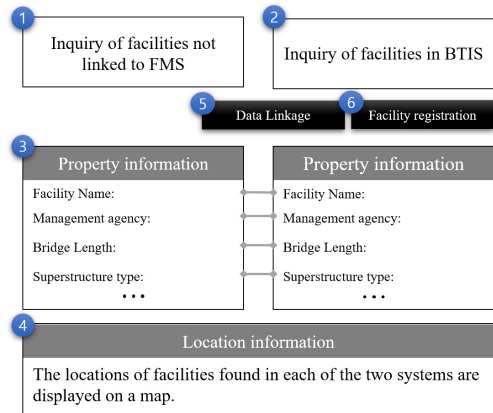 1
Inquiry of facilities not
linked to FMS
2
Inquiry of facilities in BTIS
5
Data Linkage
6
Facility registration
3
Property information
Facility Name:
Management agency:
Bridge Length:
Superstructure type:
...
Property information
Facility Name:
Management agency:
Bridge Length:
Superstructure type:
...
4
Location information
The locations of facilities found in each of the two systems are
displayed on a map.